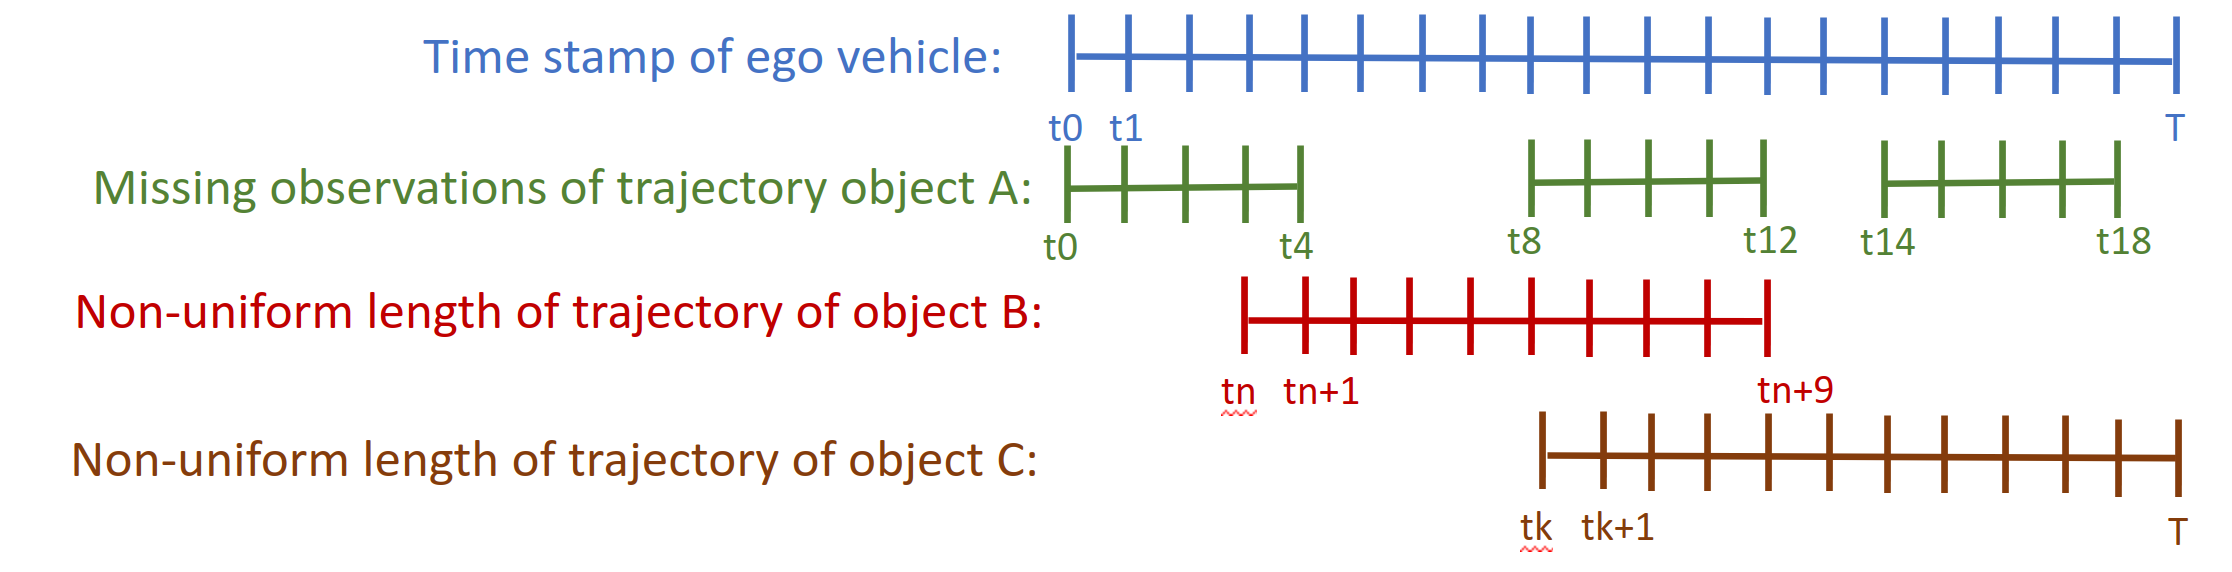 Time stamp of ego vehicle:
t0 t1 T
Missing observations of trajectory object A:
t0 t4 t8 t12 t14 t18
Non-uniform length of trajectory of object B:
tn tn+1 tn+9
Non-uniform length of trajectory of object C:
tk tk+1 T